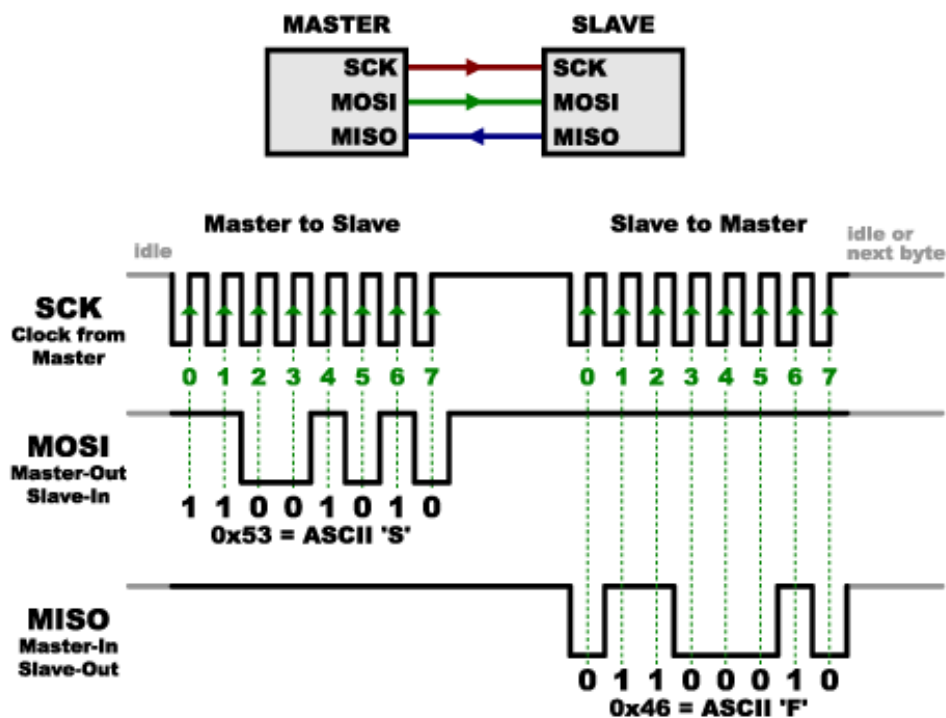 MASTER SLAVE
SCK SCK
MOSI MOSI
MISO MISO
Master to Slave Slave to Master
idle
idle or
next byte
SCK
Clock from
Master
0 1 2 3 4 5 6 7 0 1 2 3 4 5 6 7
MOSI
Master-Out
Slave-In
1 1 0 0 1 0 1 0
0x53 = ASCII 'S'
MISO
Master-In
Slave-Out
0 1 1 0 0 0 1 0
0x46 = ASCII 'F'